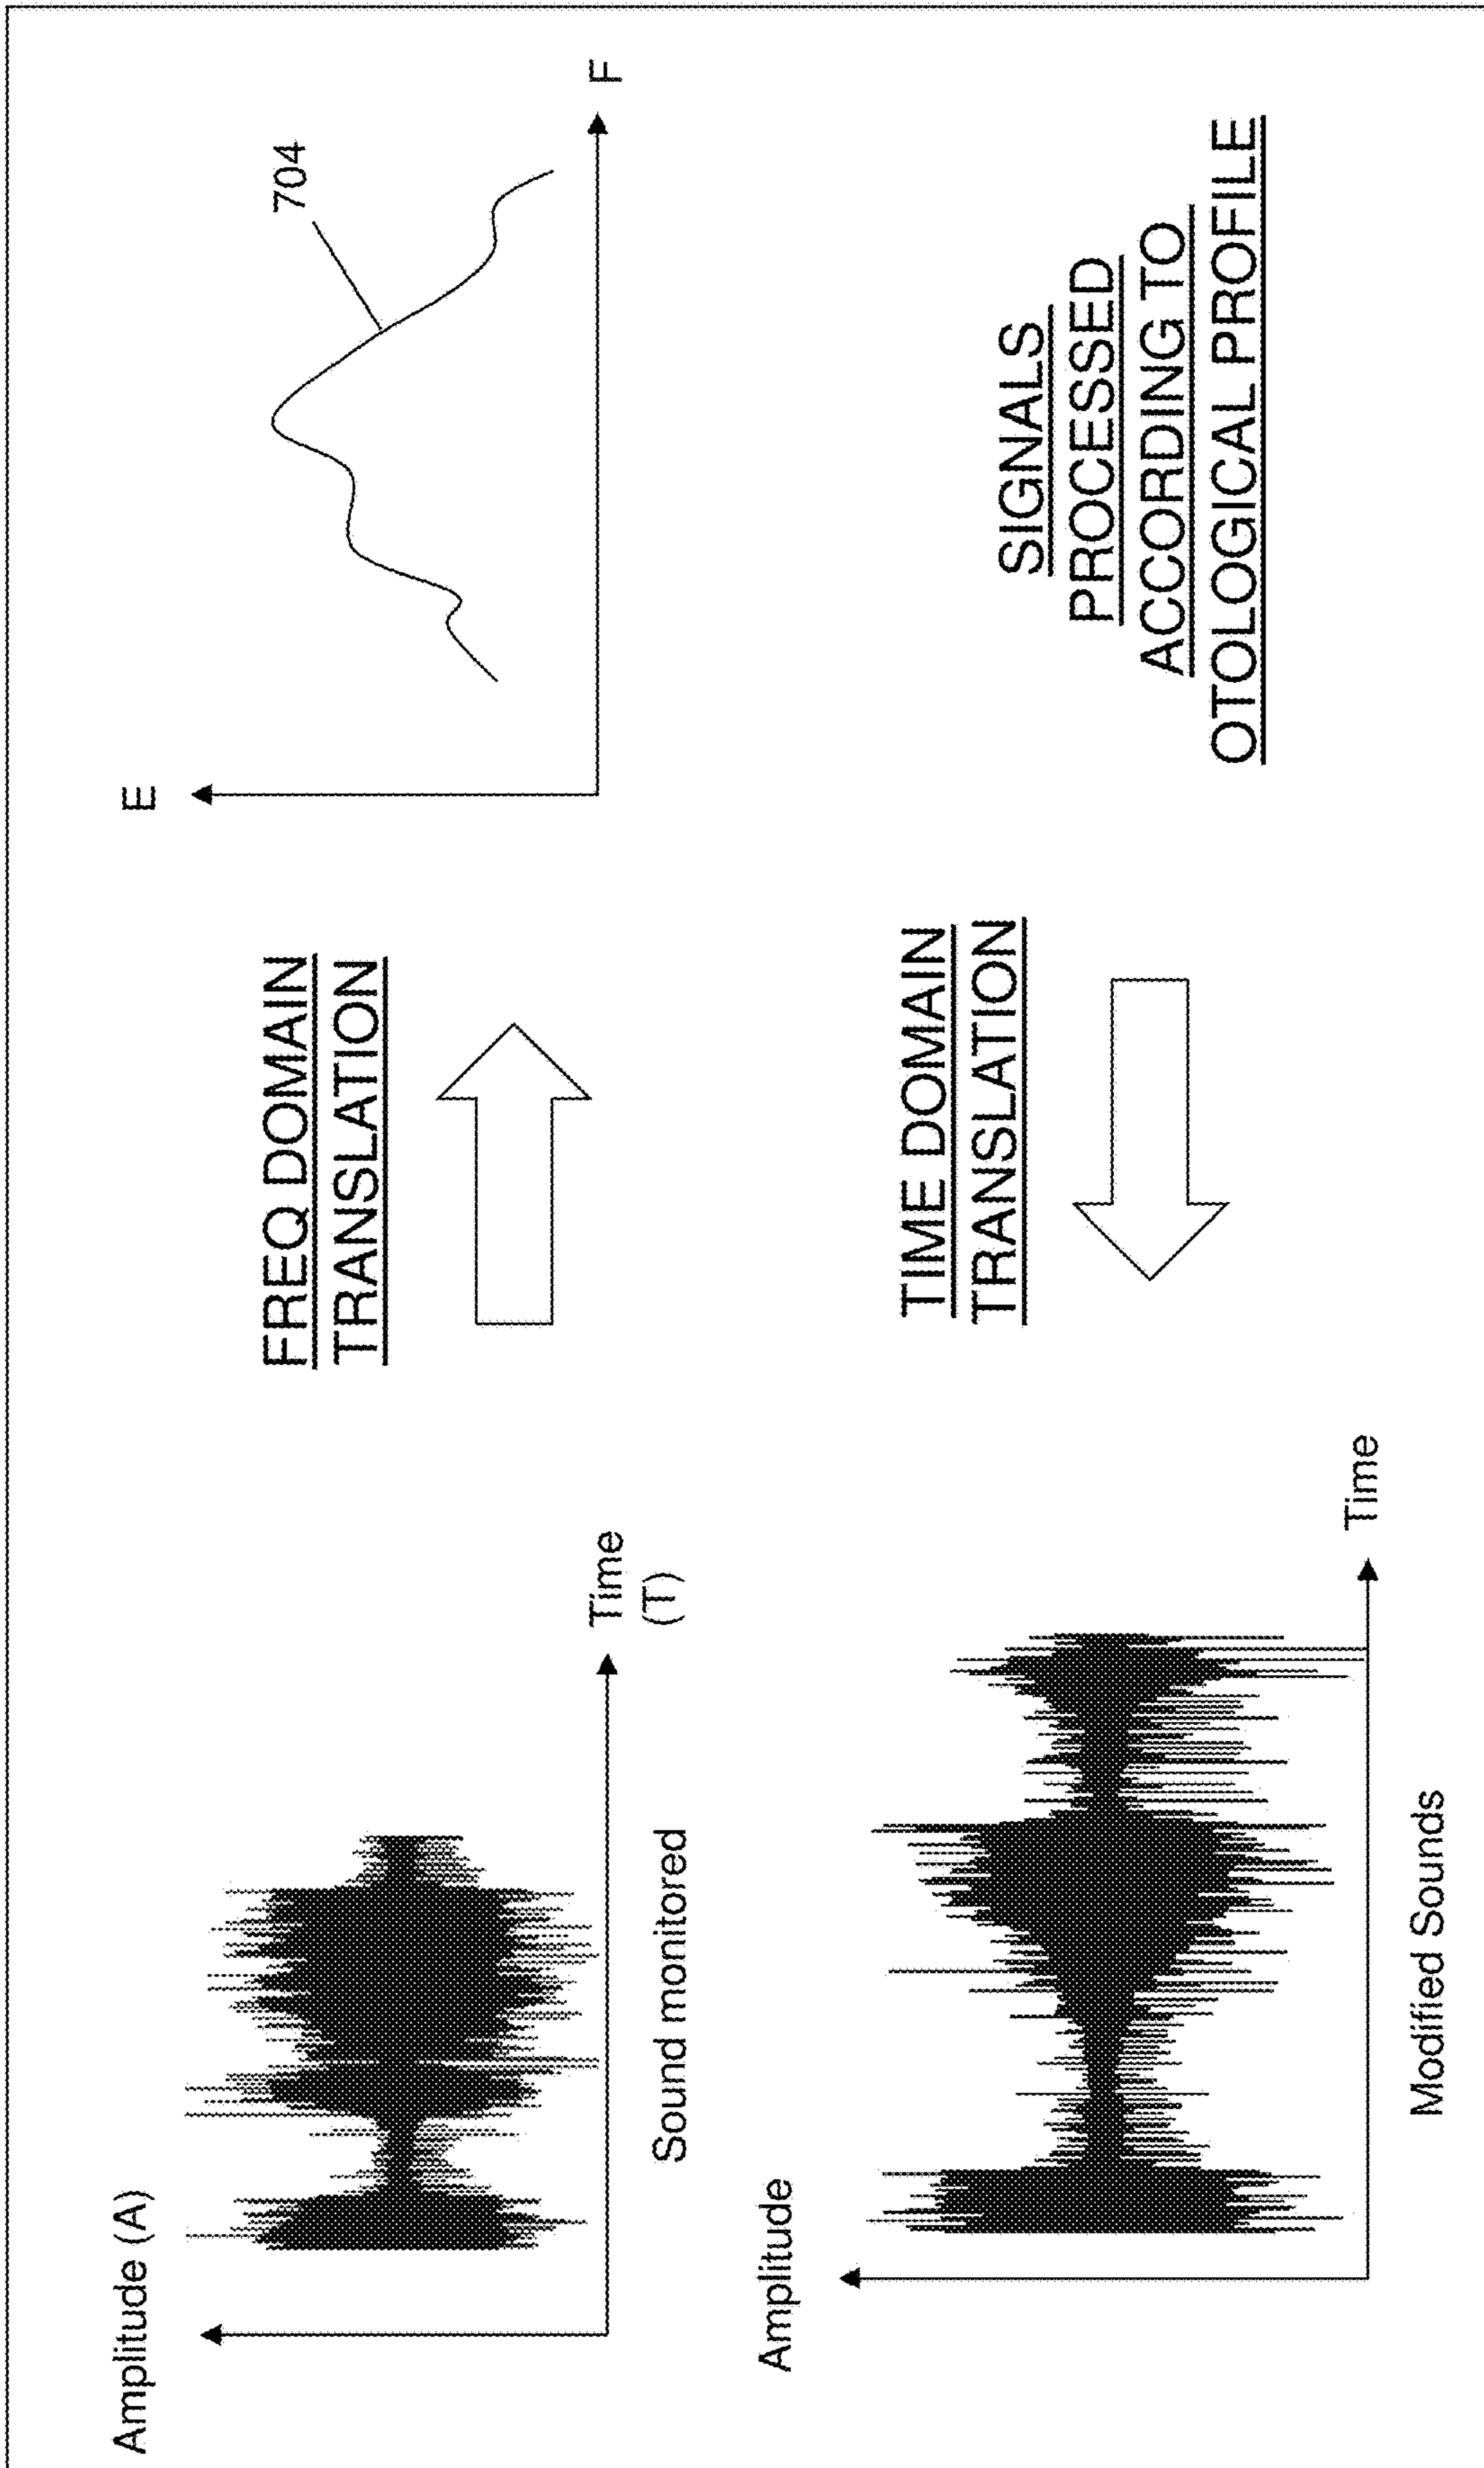 Amplitude (A)
Time
(T)
Sound monitored
FREQ DOMAIN
TRANSLATION
E
704
F
Amplitude
Time
Modified Sounds
TIME DOMAIN
TRANSLATION
SIGNALS
PROCESSED
ACCORDING TO
OTOLOGICAL PROFILE